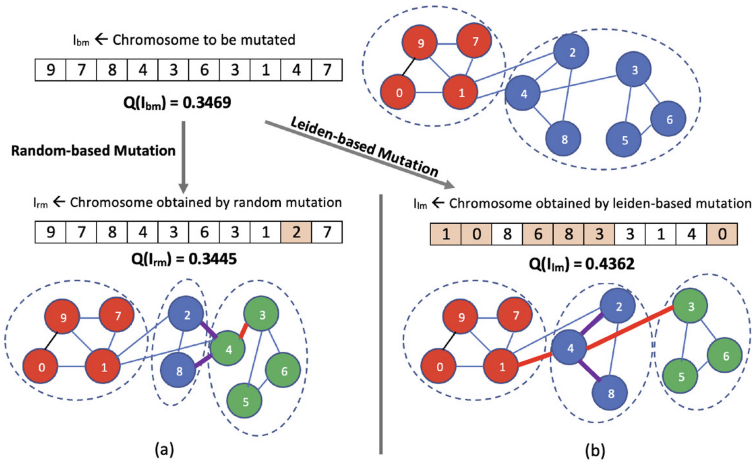 I_bm ← Chromosome to be mutated
9 7 8 4 3 6 3 1 4 7
Q(I_bm) = 0.3469
9 7 0 1 2 4 8 3 6 5
Random-based Mutation
Leiden-based Mutation
I_rm ← Chromosome obtained by random mutation
9 7 8 4 3 6 3 1 2 7
Q(I_rm) = 0.3445
9 7 0 1 2 8 4 3 6 5
(a)
I_lm ← Chromosome obtained by leiden-based mutation
1 0 8 6 8 3 3 1 4 0
Q(I_lm) = 0.4362
9 7 0 1 2 4 8 3 6 5
(b)